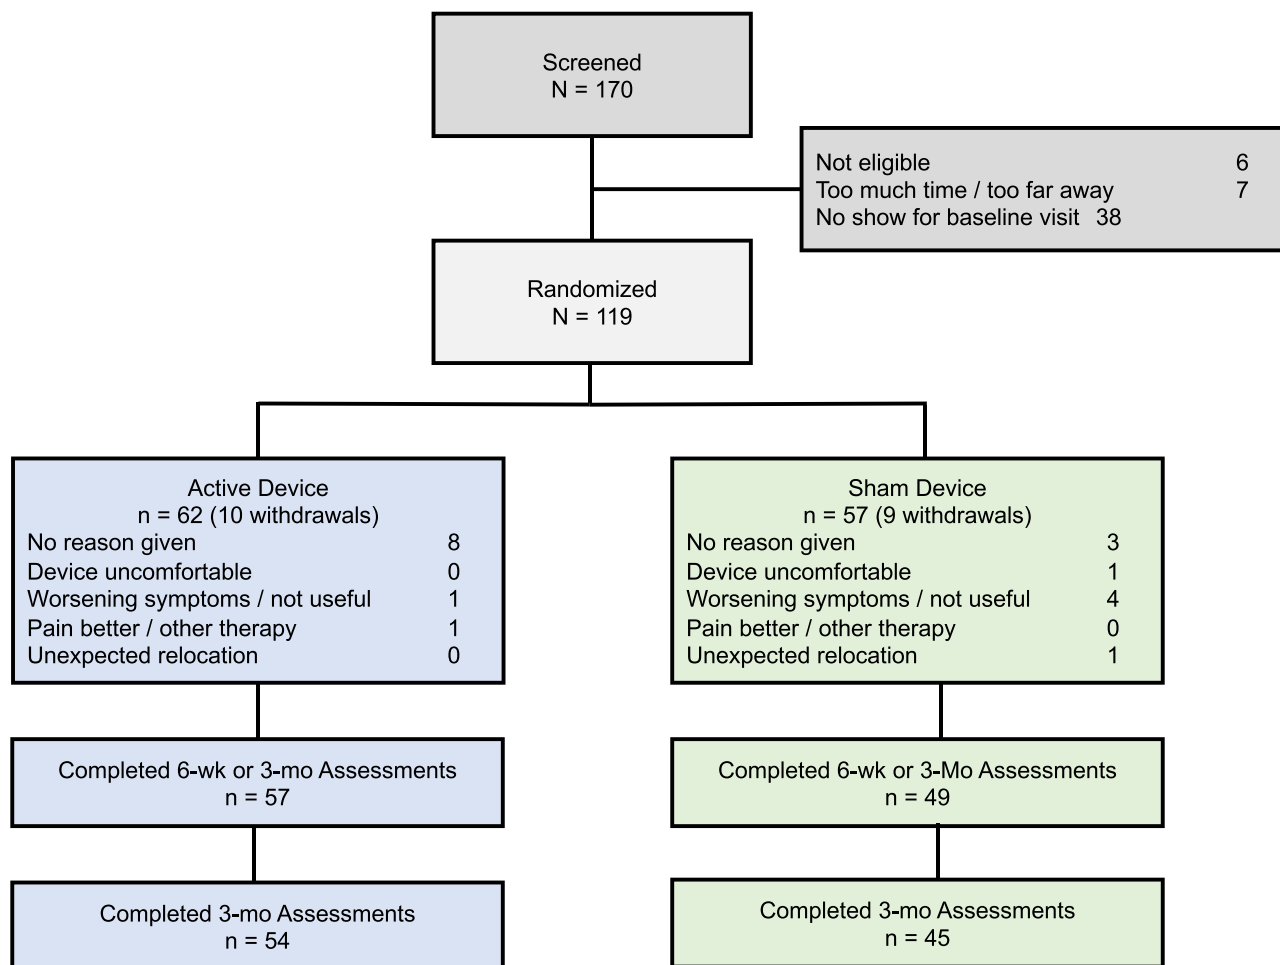 Screened
N = 170
Not eligible 6
Too much time / too far away 7
No show for baseline visit 38
Randomized
N = 119
Active Device
n = 62 (10 withdrawals)
No reason given 8
Device uncomfortable 0
Worsening symptoms / not useful 1
Pain better / other therapy 1
Unexpected relocation 0
Sham Device
n = 57 (9 withdrawals)
No reason given 3
Device uncomfortable 1
Worsening symptoms / not useful 4
Pain better / other therapy 0
Unexpected relocation 1
Completed 6-wk or 3-mo Assessments
n = 57
Completed 6-wk or 3-Mo Assessments
n = 49
Completed 3-mo Assessments
n = 54
Completed 3-mo Assessments
n = 45